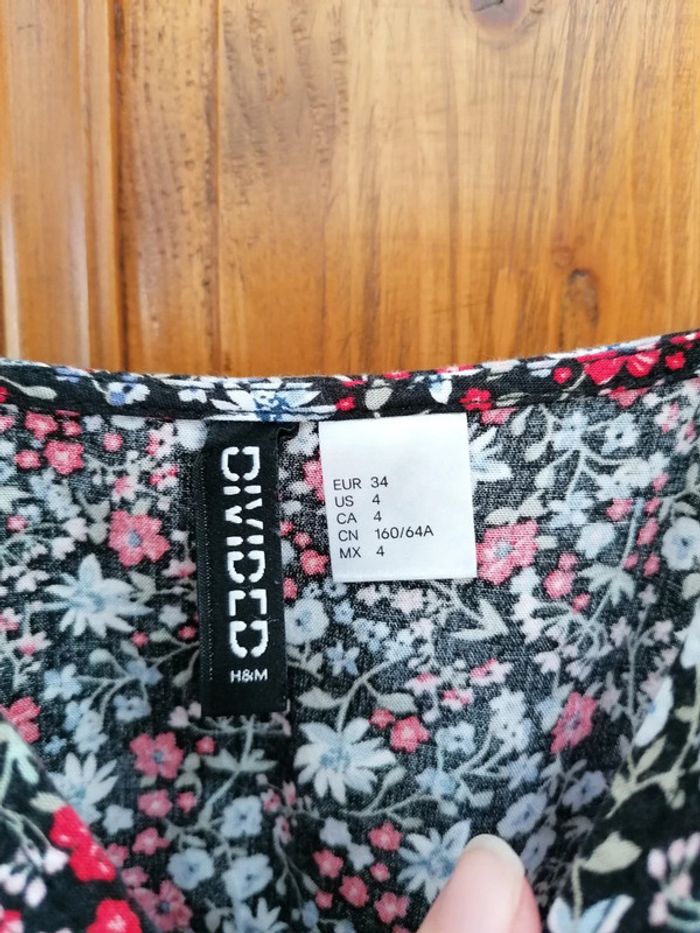 DIVIDED
H&M
EUR 34
US 4
CA 4
CN 160/64A
MX 4